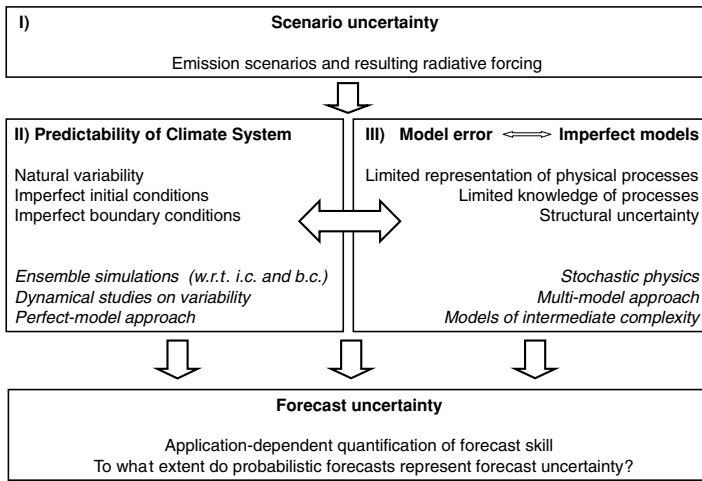 I) Scenario uncertainty
Emission scenarios and resulting radiative forcing
II) Predictability of Climate System
Natural variability
Imperfect initial conditions
Imperfect boundary conditions
Ensemble simulations (w.r.t. i.c. and b.c.)
Dynamical studies on variability
Perfect-model approach
III) Model error Imperfect models
Limited representation of physical processes
Limited knowledge of processes
Structural uncertainty
Stochastic physics
Multi-model approach
Models of intermediate complexity
Forecast uncertainty
Application-dependent quantification of forecast skill
To what extent do probabilistic forecasts represent forecast uncertainty?